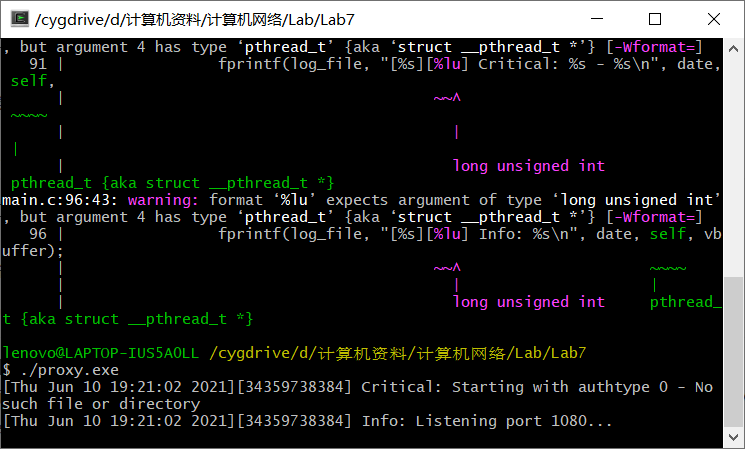 /cygdrive/d/计算机资料/计算机网络/Lab/Lab7
, but argument 4 has type ‘pthread_t’ {aka ‘struct __pthread_t *’} [-Wformat=]
   91 |                 fprintf(log_file, "[%s][%lu] Critical: %s - %s\n", date,
 self,
      |                                         ~~^
 ~~~~
      |                                           |
 |
      |                                           long unsigned int
 pthread_t {aka struct __pthread_t *}
main.c:96:43: warning: format ‘%lu’ expects argument of type ‘long unsigned int’
, but argument 4 has type ‘pthread_t’ {aka ‘struct __pthread_t *’} [-Wformat=]
   96 |                 fprintf(log_file, "[%s][%lu] Info: %s\n", date, self, vb
uffer);
      |                                         ~~^                     ~~~~
      |                                           |                     |
      |                                           long unsigned int     pthread_
t {aka struct __pthread_t *}
lenovo@LAPTOP-IUS5A0LL /cygdrive/d/计算机资料/计算机网络/Lab/Lab7
$ ./proxy.exe
[Thu Jun 10 19:21:02 2021][34359738384] Critical: Starting with authtype 0 - No
such file or directory
[Thu Jun 10 19:21:02 2021][34359738384] Info: Listening port 1080...